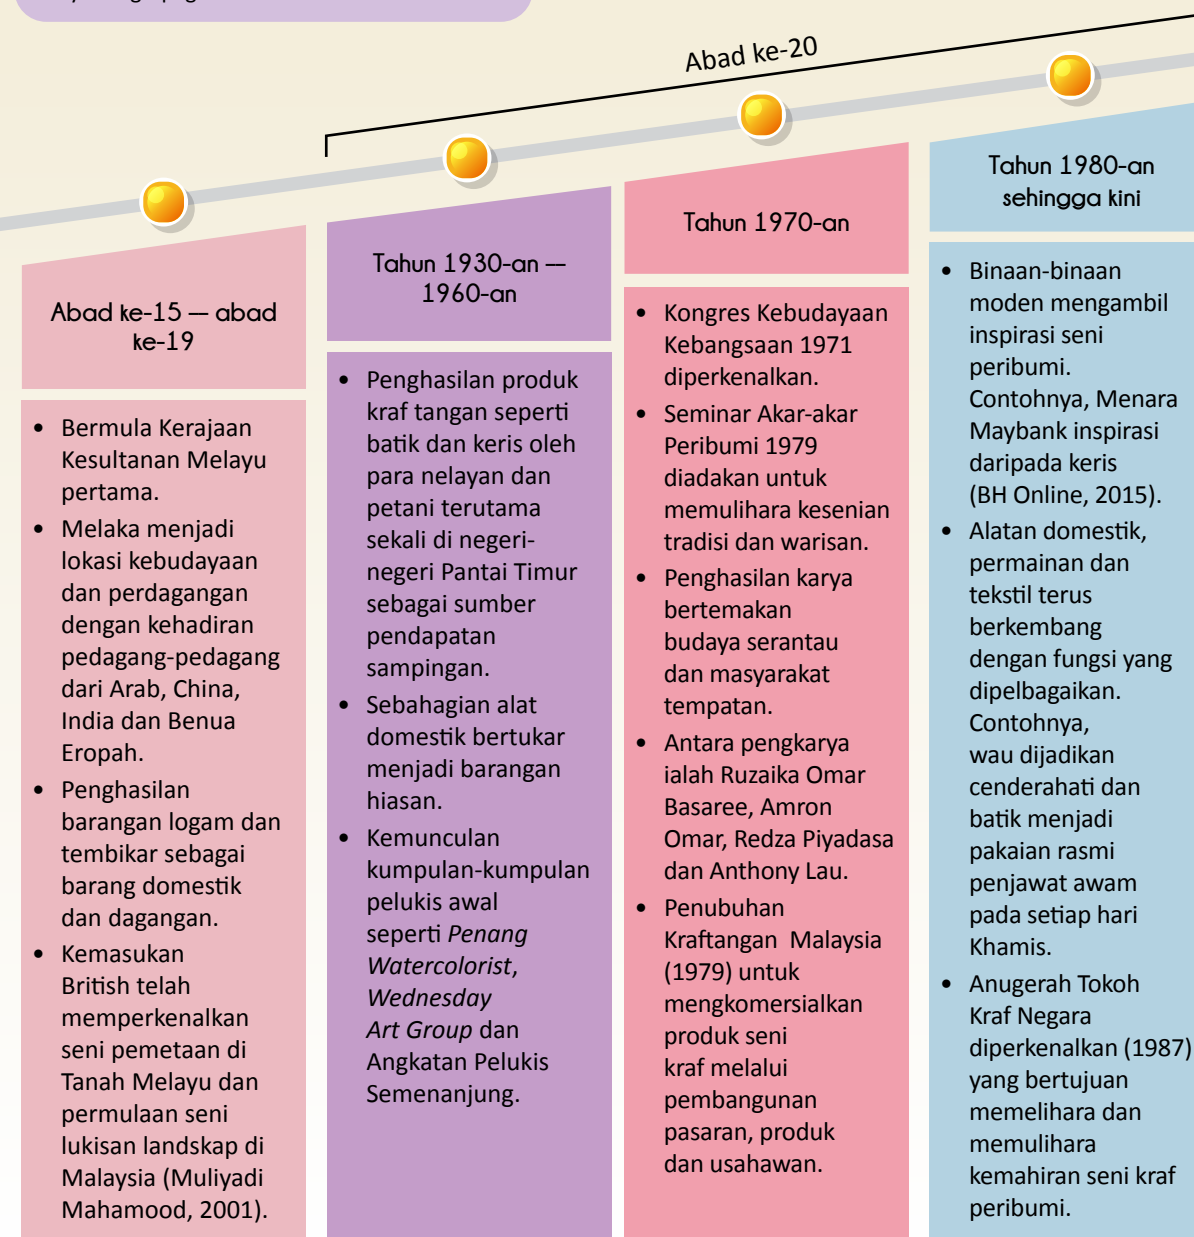 Abad ke-20
Abad ke-15 — abad
ke-19
• Bermula Kerajaan
Kesultanan Melayu
pertama.
• Melaka menjadi
lokasi kebudayaan
dan perdagangan
dengan kehadiran
pedagang-pedagang
dari Arab, China,
India dan Benua
Eropah.
• Penghasilan
barangan logam dan
tembikar sebagai
barang domestik
dan dagangan.
• Kemasukan
British telah
memperkenalkan
seni pemetaan di
Tanah Melayu dan
permulaan seni
lukisan landskap di
Malaysia (Muliyadi
Mahamood, 2001).
Tahun 1930-an —
1960-an
• Penghasilan produk
kraf tangan seperti
batik dan keris oleh
para nelayan dan
petani terutama
sekali di negeri-
negeri Pantai Timur
sebagai sumber
pendapatan
sampingan.
• Sebahagian alat
domestik bertukar
menjadi barangan
hiasan.
• Kemunculan
kumpulan-kumpulan
pelukis awal
seperti Penang
Watercolorist,
Wednesday
Art Group dan
Angkatan Pelukis
Semenanjung.
Tahun 1970-an
• Kongres Kebudayaan
Kebangsaan 1971
diperkenalkan.
• Seminar Akar-akar
Peribumi 1979
diadakan untuk
memulihara kesenian
tradisi dan warisan.
• Penghasilan karya
bertemakan
budaya serantau
dan masyarakat
tempatan.
• Antara pengkarya
ialah Ruzaika Omar
Basaree, Amron
Omar, Redza Piyadasa
dan Anthony Lau.
• Penubuhan
Kraftangan Malaysia
(1979) untuk
mengkomersialkan
produk seni
kraf melalui
pembangunan
pasaran, produk
dan usahawan.
Tahun 1980-an
sehingga kini
• Binaan-binaan
moden mengambil
inspirasi seni
peribumi.
Contohnya, Menara
Maybank inspirasi
daripada keris
(BH Online, 2015).
• Alatan domestik,
permainan dan
tekstil terus
berkembang
dengan fungsi yang
dipelbagaikan.
Contohnya,
wau dijadikan
cenderahati dan
batik menjadi
pakaian rasmi
penjawat awam
pada setiap hari
Khamis.
• Anugerah Tokoh
Kraf Negara
diperkenalkan (1987)
yang bertujuan
memelihara dan
memulihara
kemahiran seni kraf
peribumi.